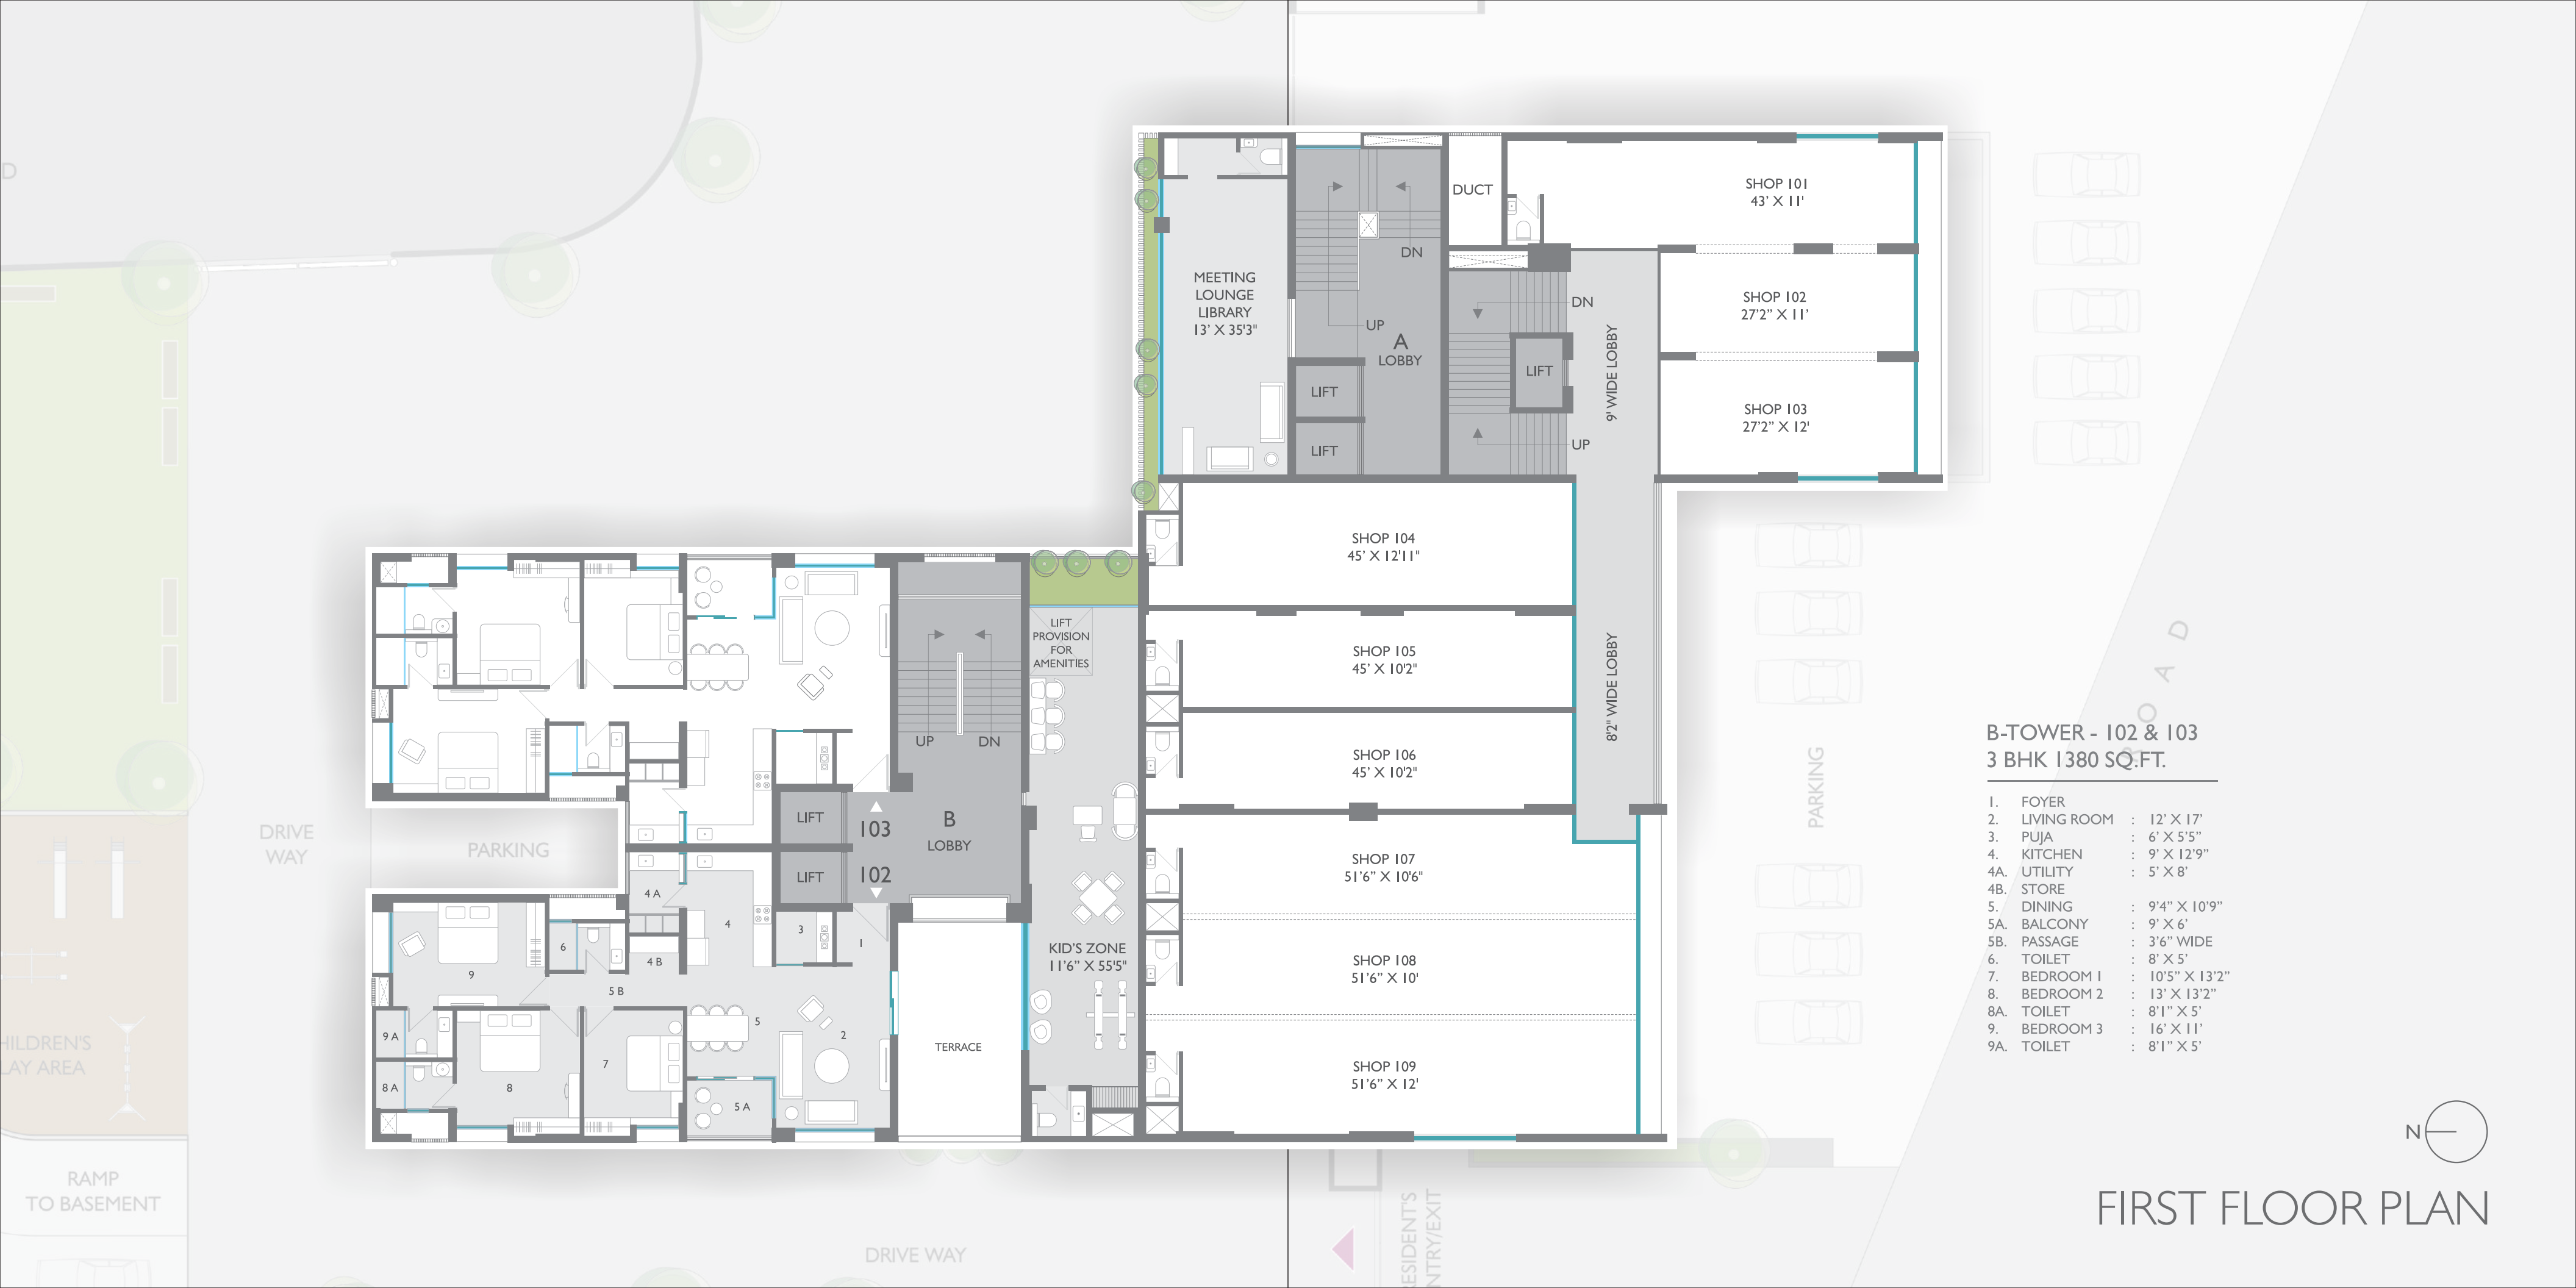 D
DUCT
SHOP 101
43' X 11'
DN
MEETING
LOUNGE
LIBRARY
13' X 35'3"
UP
A
LOBBY
LIFT
LIFT
DN
LIFT
UP
9' WIDE LOBBY
SHOP 102
27'2" X 11'
SHOP 103
27'2" X 12'
SHOP 104
45' X 12'11"
SHOP 105
45' X 10'2"
SHOP 106
45' X 10'2"
8'2" WIDE LOBBY
SHOP 107
51'6" X 10'6"
SHOP 108
51'6" X 10'
SHOP 109
51'6" X 12'
LIFT
PROVISION
FOR
AMENITIES
UP
DN
B
LOBBY
LIFT
103
LIFT
102
KID'S ZONE
11'6" X 55'5"
TERRACE
4 A
4
3
1
6
4 B
9
5 B
9 A
5
2
7
8 A
8
5 A
DRIVE
WAY
PARKING
CHILDREN'S
LAY AREA
RAMP
TO BASEMENT
DRIVE WAY
RESIDENT'S
ENTRY/EXIT
PARKING
ROAD
B-TOWER - 102 & 103
3 BHK 1380 SQ.FT.
1. FOYER
2. LIVING ROOM : 12' X 17'
3. PUJA : 6' X 5'5"
4. KITCHEN : 9' X 12'9"
4A. UTILITY : 5' X 8'
4B. STORE
5. DINING : 9'4" X 10'9"
5A. BALCONY : 9' X 6'
5B. PASSAGE : 3'6" WIDE
6. TOILET : 8' X 5'
7. BEDROOM 1 : 10'5" X 13'2"
8. BEDROOM 2 : 13' X 13'2"
8A. TOILET : 8'1" X 5'
9. BEDROOM 3 : 16' X 11'
9A. TOILET : 8'1" X 5'
N
FIRST FLOOR PLAN